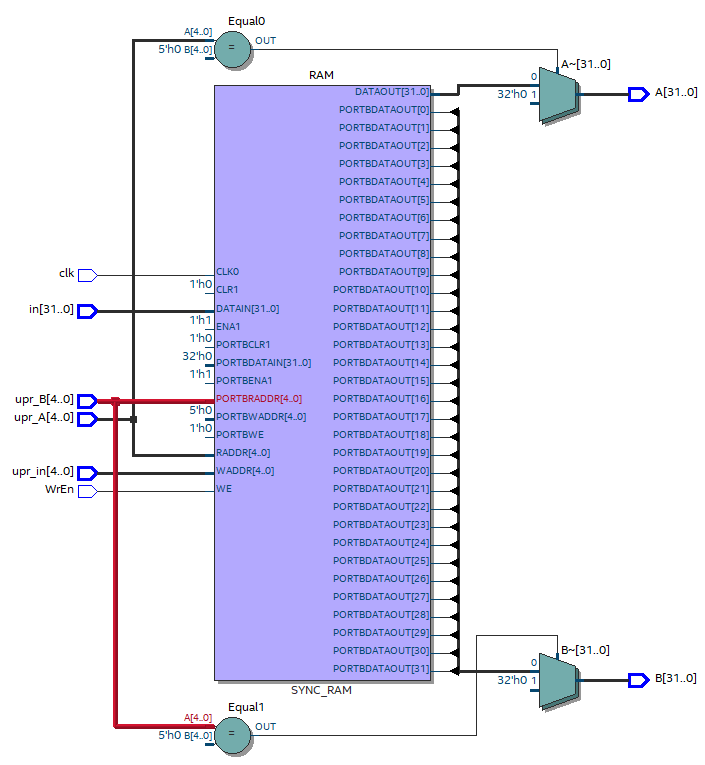 Equal0
A[4..0]
5'h0 B[4..0]
=
OUT
RAM
A~[31..0]
0
32'h0 1
A[31..0]
DATAOUT[31..0]
PORTBDATAOUT[0]
PORTBDATAOUT[1]
PORTBDATAOUT[2]
PORTBDATAOUT[3]
PORTBDATAOUT[4]
PORTBDATAOUT[5]
PORTBDATAOUT[6]
PORTBDATAOUT[7]
PORTBDATAOUT[8]
clk
CLK0
PORTBDATAOUT[9]
1'h0
CLR1
PORTBDATAOUT[10]
in[31..0]
DATAIN[31..0]
PORTBDATAOUT[11]
1'h1
ENA1
PORTBDATAOUT[12]
1'h0
PORTBCLR1
PORTBDATAOUT[13]
32'h0
PORTBDATAIN[31..0]
PORTBDATAOUT[14]
1'h1
PORTBENA1
PORTBDATAOUT[15]
upr_B[4..0]
PORTBRADDR[4..0]
PORTBDATAOUT[16]
upr_A[4..0]
5'h0
PORTBWADDR[4..0]
PORTBDATAOUT[17]
1'h0
PORTBWE
PORTBDATAOUT[18]
RADDR[4..0]
PORTBDATAOUT[19]
upr_in[4..0]
WADDR[4..0]
PORTBDATAOUT[20]
WrEn
WE
PORTBDATAOUT[21]
PORTBDATAOUT[22]
PORTBDATAOUT[23]
PORTBDATAOUT[24]
PORTBDATAOUT[25]
PORTBDATAOUT[26]
PORTBDATAOUT[27]
PORTBDATAOUT[28]
PORTBDATAOUT[29]
PORTBDATAOUT[30]
PORTBDATAOUT[31]
SYNC_RAM
B~[31..0]
0
32'h0 1
B[31..0]
Equal1
A[4..0]
5'h0 B[4..0]
=
OUT